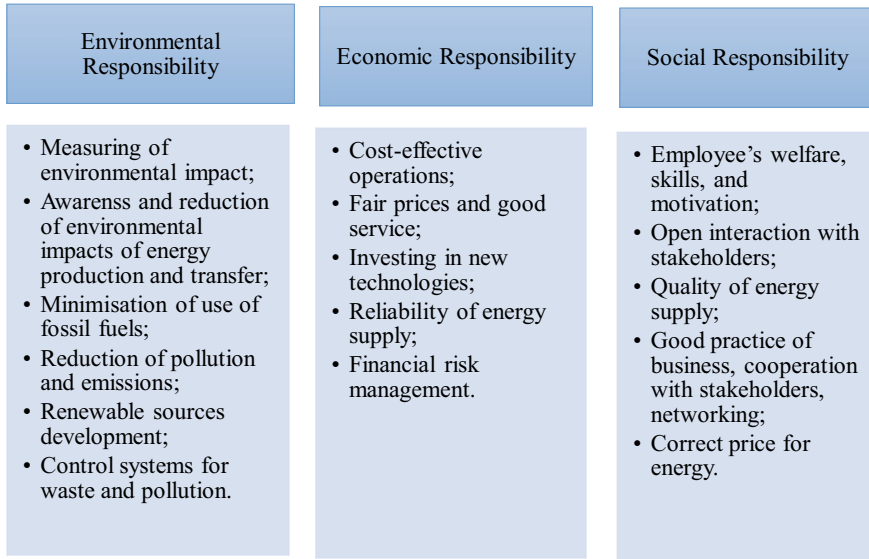 Environmental
Responsibility
• Measuring of
environmental impact;
• Awarenss and reduction
of environmental
impacts of energy
production and transfer;
• Minimisation of use of
fossil fuels;
• Reduction of pollution
and emissions;
• Renewable sources
development;
• Control systems for
waste and pollution.
Economic Responsibility
• Cost-effective
operations;
• Fair prices and good
service;
• Investing in new
technologies;
• Reliability of energy
supply;
• Financial risk
management.
Social Responsibility
• Employee’s welfare,
skills, and
motivation;
• Open interaction with
stakeholders;
• Quality of energy
supply;
• Good practice of
business, cooperation
with stakeholders,
networking;
• Correct price for
energy.